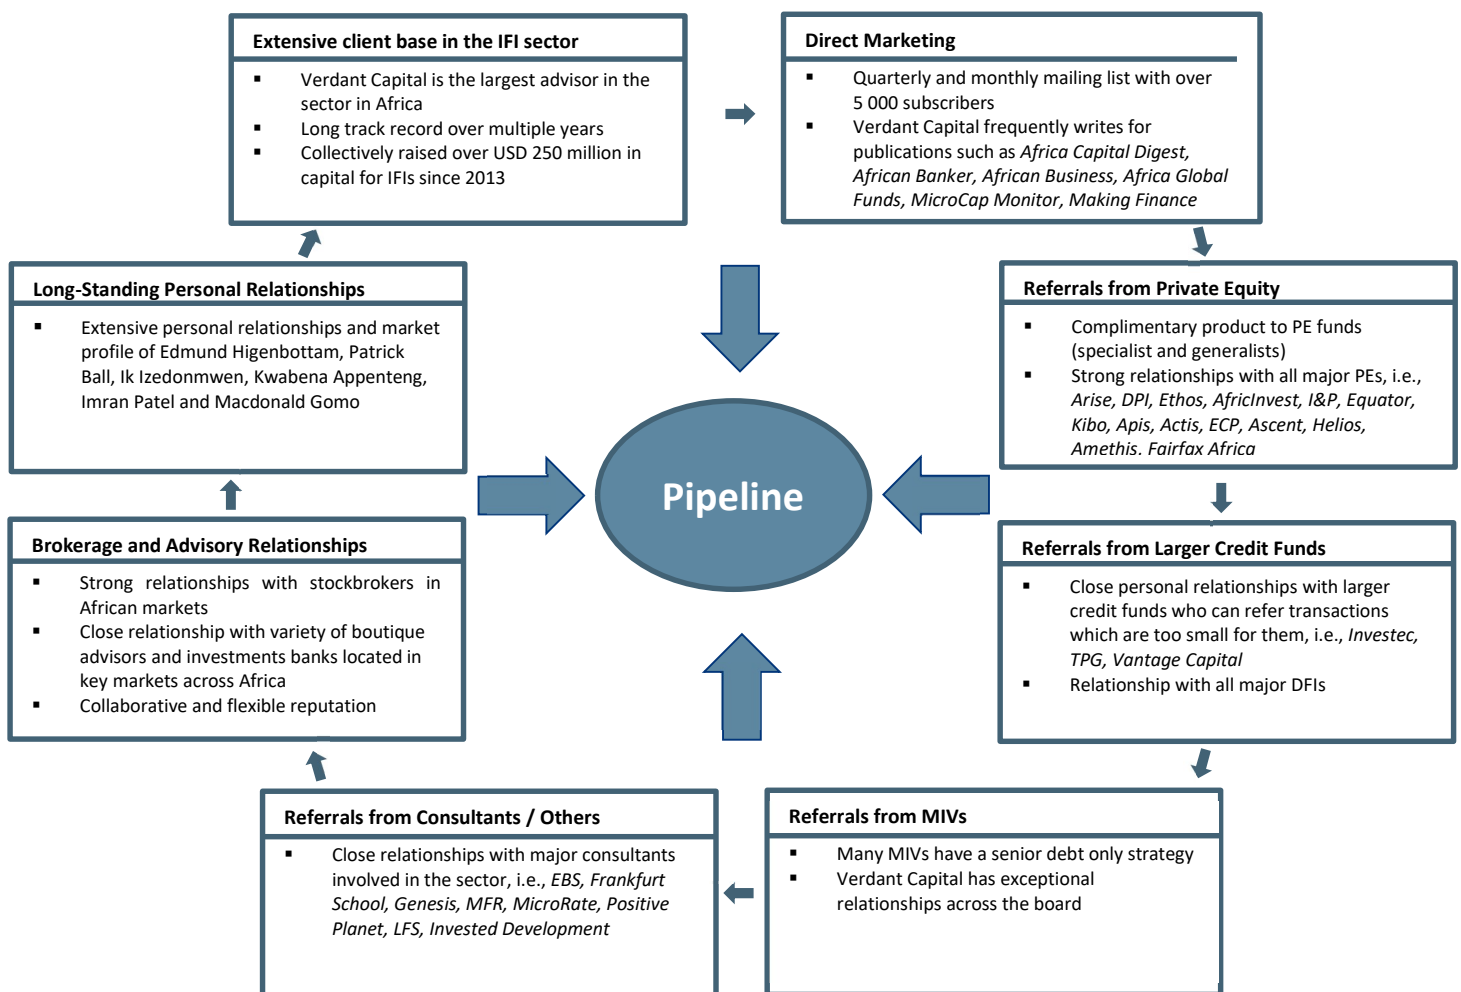 Extensive client base in the IFI sector
▪ Verdant Capital is the largest advisor in the
sector in Africa
▪ Long track record over multiple years
▪ Collectively raised over USD 250 million in
capital for IFIs since 2013
Direct Marketing
▪ Quarterly and monthly mailing list with over
5 000 subscribers
▪ Verdant Capital frequently writes for
publications such as Africa Capital Digest,
African Banker, African Business, Africa Global
Funds, MicroCap Monitor, Making Finance
Referrals from Private Equity
▪ Complimentary product to PE funds
(specialist and generalists)
▪ Strong relationships with all major PEs, i.e.,
Arise, DPI, Ethos, AfricInvest, I&P, Equator,
Kibo, Apis, Actis, ECP, Ascent, Helios,
Amethis. Fairfax Africa
Referrals from Larger Credit Funds
▪ Close personal relationships with larger
credit funds who can refer transactions
which are too small for them, i.e., Investec,
TPG, Vantage Capital
▪ Relationship with all major DFIs
Referrals from MIVs
▪ Many MIVs have a senior debt only strategy
▪ Verdant Capital has exceptional
relationships across the board
Referrals from Consultants / Others
▪ Close relationships with major consultants
involved in the sector, i.e., EBS, Frankfurt
School, Genesis, MFR, MicroRate, Positive
Planet, LFS, Invested Development
Brokerage and Advisory Relationships
▪ Strong relationships with stockbrokers in
African markets
▪ Close relationship with variety of boutique
advisors and investments banks located in
key markets across Africa
▪ Collaborative and flexible reputation
Long-Standing Personal Relationships
▪ Extensive personal relationships and market
profile of Edmund Higenbottam, Patrick
Ball, Ik Izedonmwen, Kwabena Appenteng,
Imran Patel and Macdonald Gomo
Pipeline